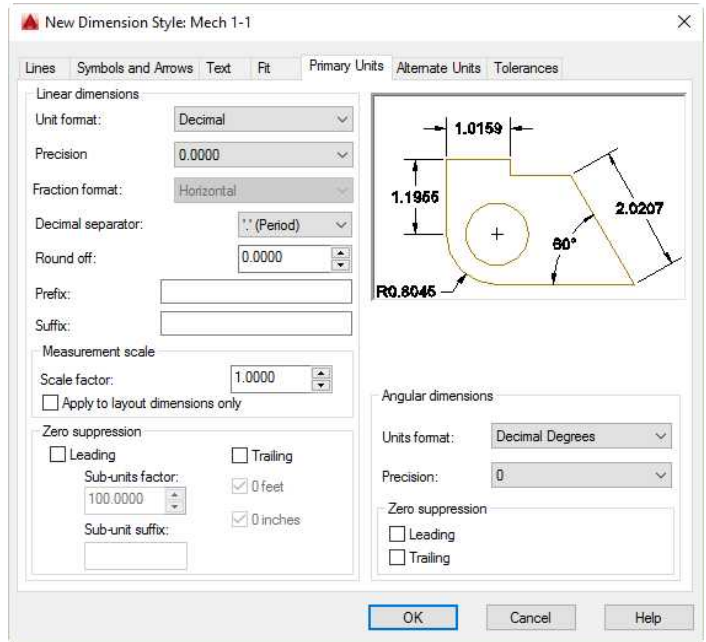 New Dimension Style: Mech 1-1
Lines Symbols and Arrows Text Fit Primary Units Alternate Units Tolerances
Linear dimensions
Unit format: Decimal
Precision 0.0000
Fraction format: Horizontal
Decimal separator: '.' (Period)
Round off: 0.0000
Prefix:
Suffix:
Measurement scale
Scale factor: 1.0000
Apply to layout dimensions only
Zero suppression
Leading Trailing
Sub-units factor: 0 feet
100.0000
Sub-unit suffix: 0 inches
1.0159
1.1955
2.0207
60°
R0.8045
Angular dimensions
Units format: Decimal Degrees
Precision: 0
Zero suppression
Leading
Trailing
OK Cancel Help